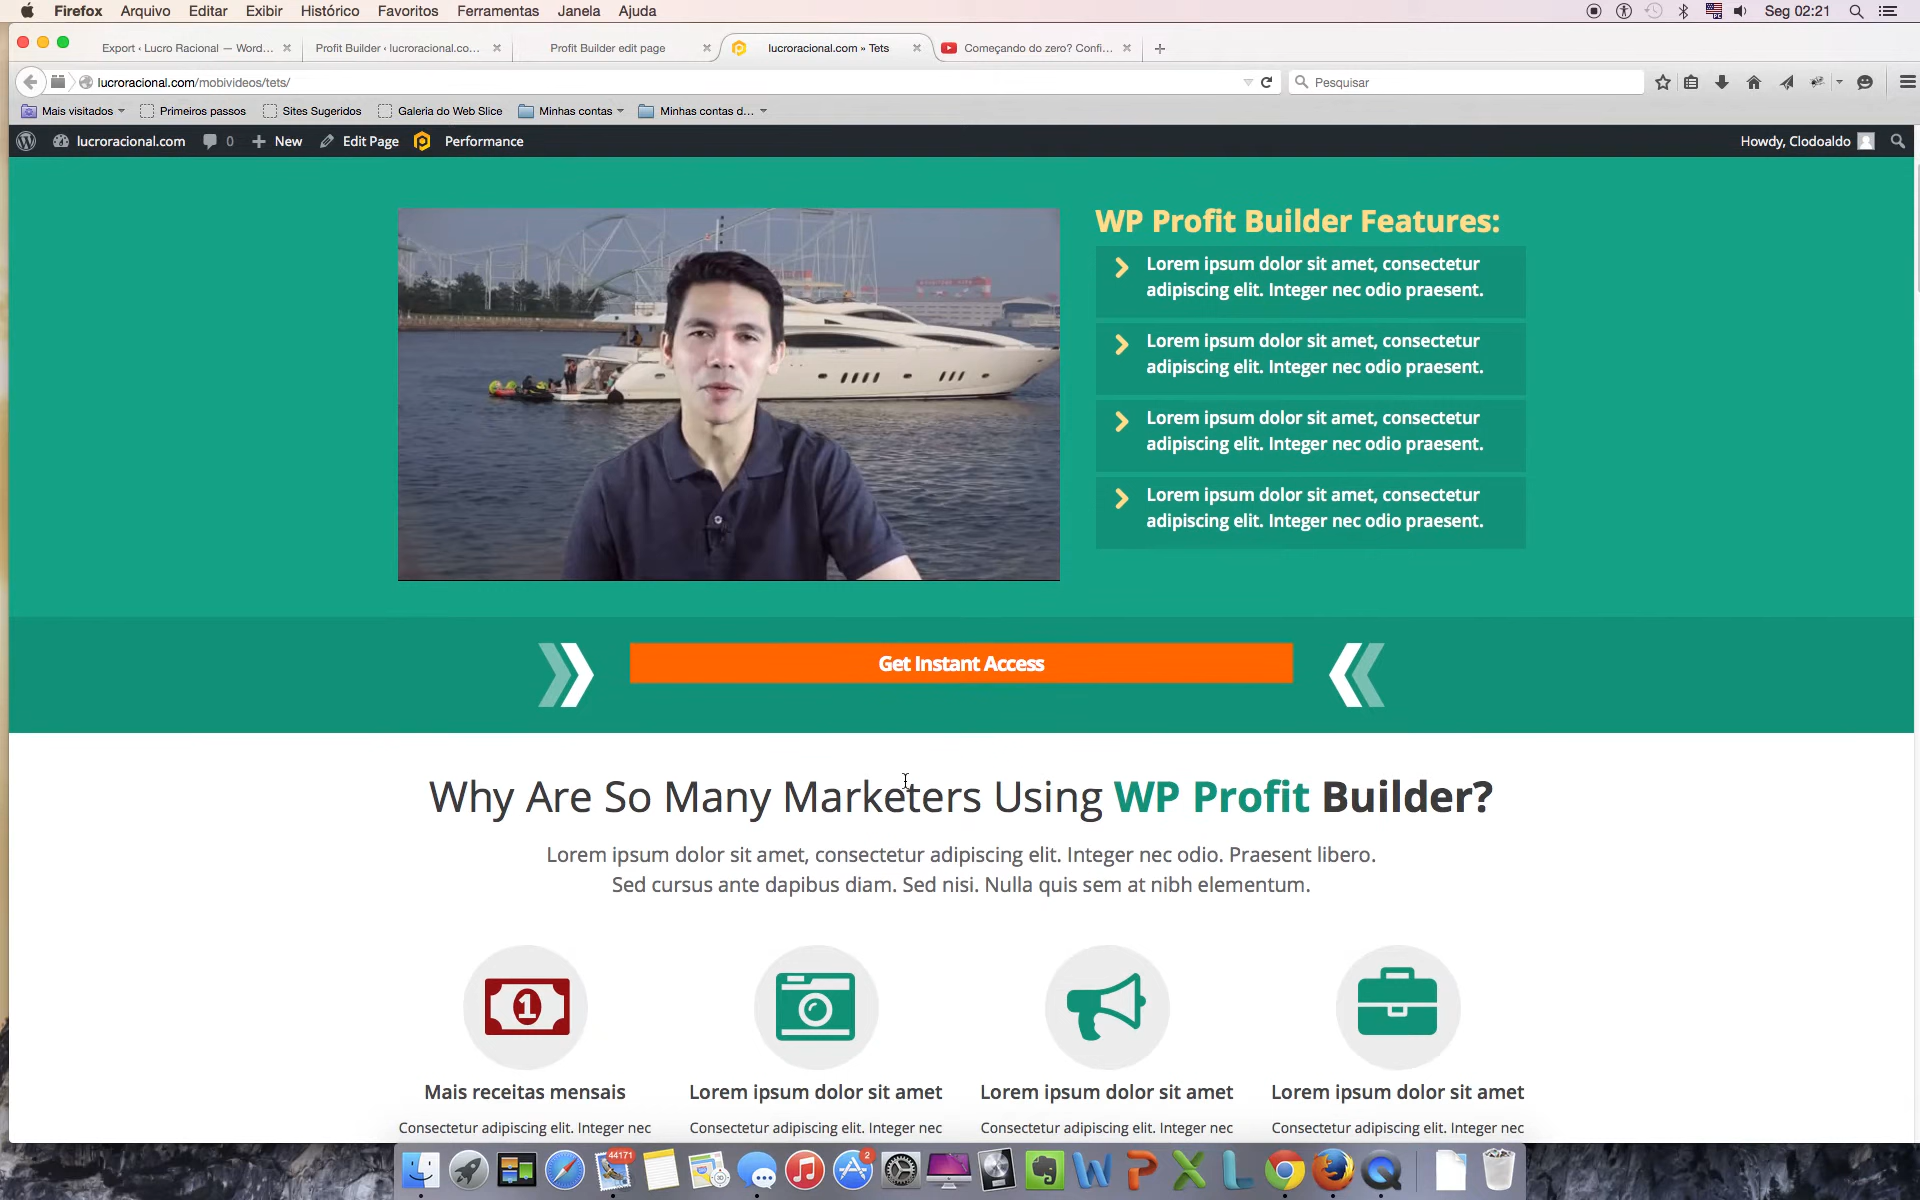 Firefox Arquivo Editar Exibir Histórico Favoritos Ferramentas Janela Ajuda Seg 02:21
Export ‹ Lucro Racional — Word...
Profit Builder ‹ lucroracional.co...
Profit Builder edit page
lucroracional.com » Tets
Começando do zero? Confi...
lucroracional.com/mobivideos/tets/
Pesquisar
Mais visitados
Primeiros passos
Sites Sugeridos
Galeria do Web Slice
Minhas contas
Minhas contas d...
lucroracional.com 0 New Edit Page Performance Howdy, Clodoaldo
WP Profit Builder Features:
Lorem ipsum dolor sit amet, consectetur
adipiscing elit. Integer nec odio praesent.
Lorem ipsum dolor sit amet, consectetur
adipiscing elit. Integer nec odio praesent.
Lorem ipsum dolor sit amet, consectetur
adipiscing elit. Integer nec odio praesent.
Lorem ipsum dolor sit amet, consectetur
adipiscing elit. Integer nec odio praesent.
Get Instant Access
Why Are So Many Marketers Using WP Profit Builder?
Lorem ipsum dolor sit amet, consectetur adipiscing elit. Integer nec odio. Praesent libero.
Sed cursus ante dapibus diam. Sed nisi. Nulla quis sem at nibh elementum.
1
Mais receitas mensais
Consectetur adipiscing elit. Integer nec
Lorem ipsum dolor sit amet
Consectetur adipiscing elit. Integer nec
Lorem ipsum dolor sit amet
Consectetur adipiscing elit. Integer nec
Lorem ipsum dolor sit amet
Consectetur adipiscing elit. Integer nec
44171
2